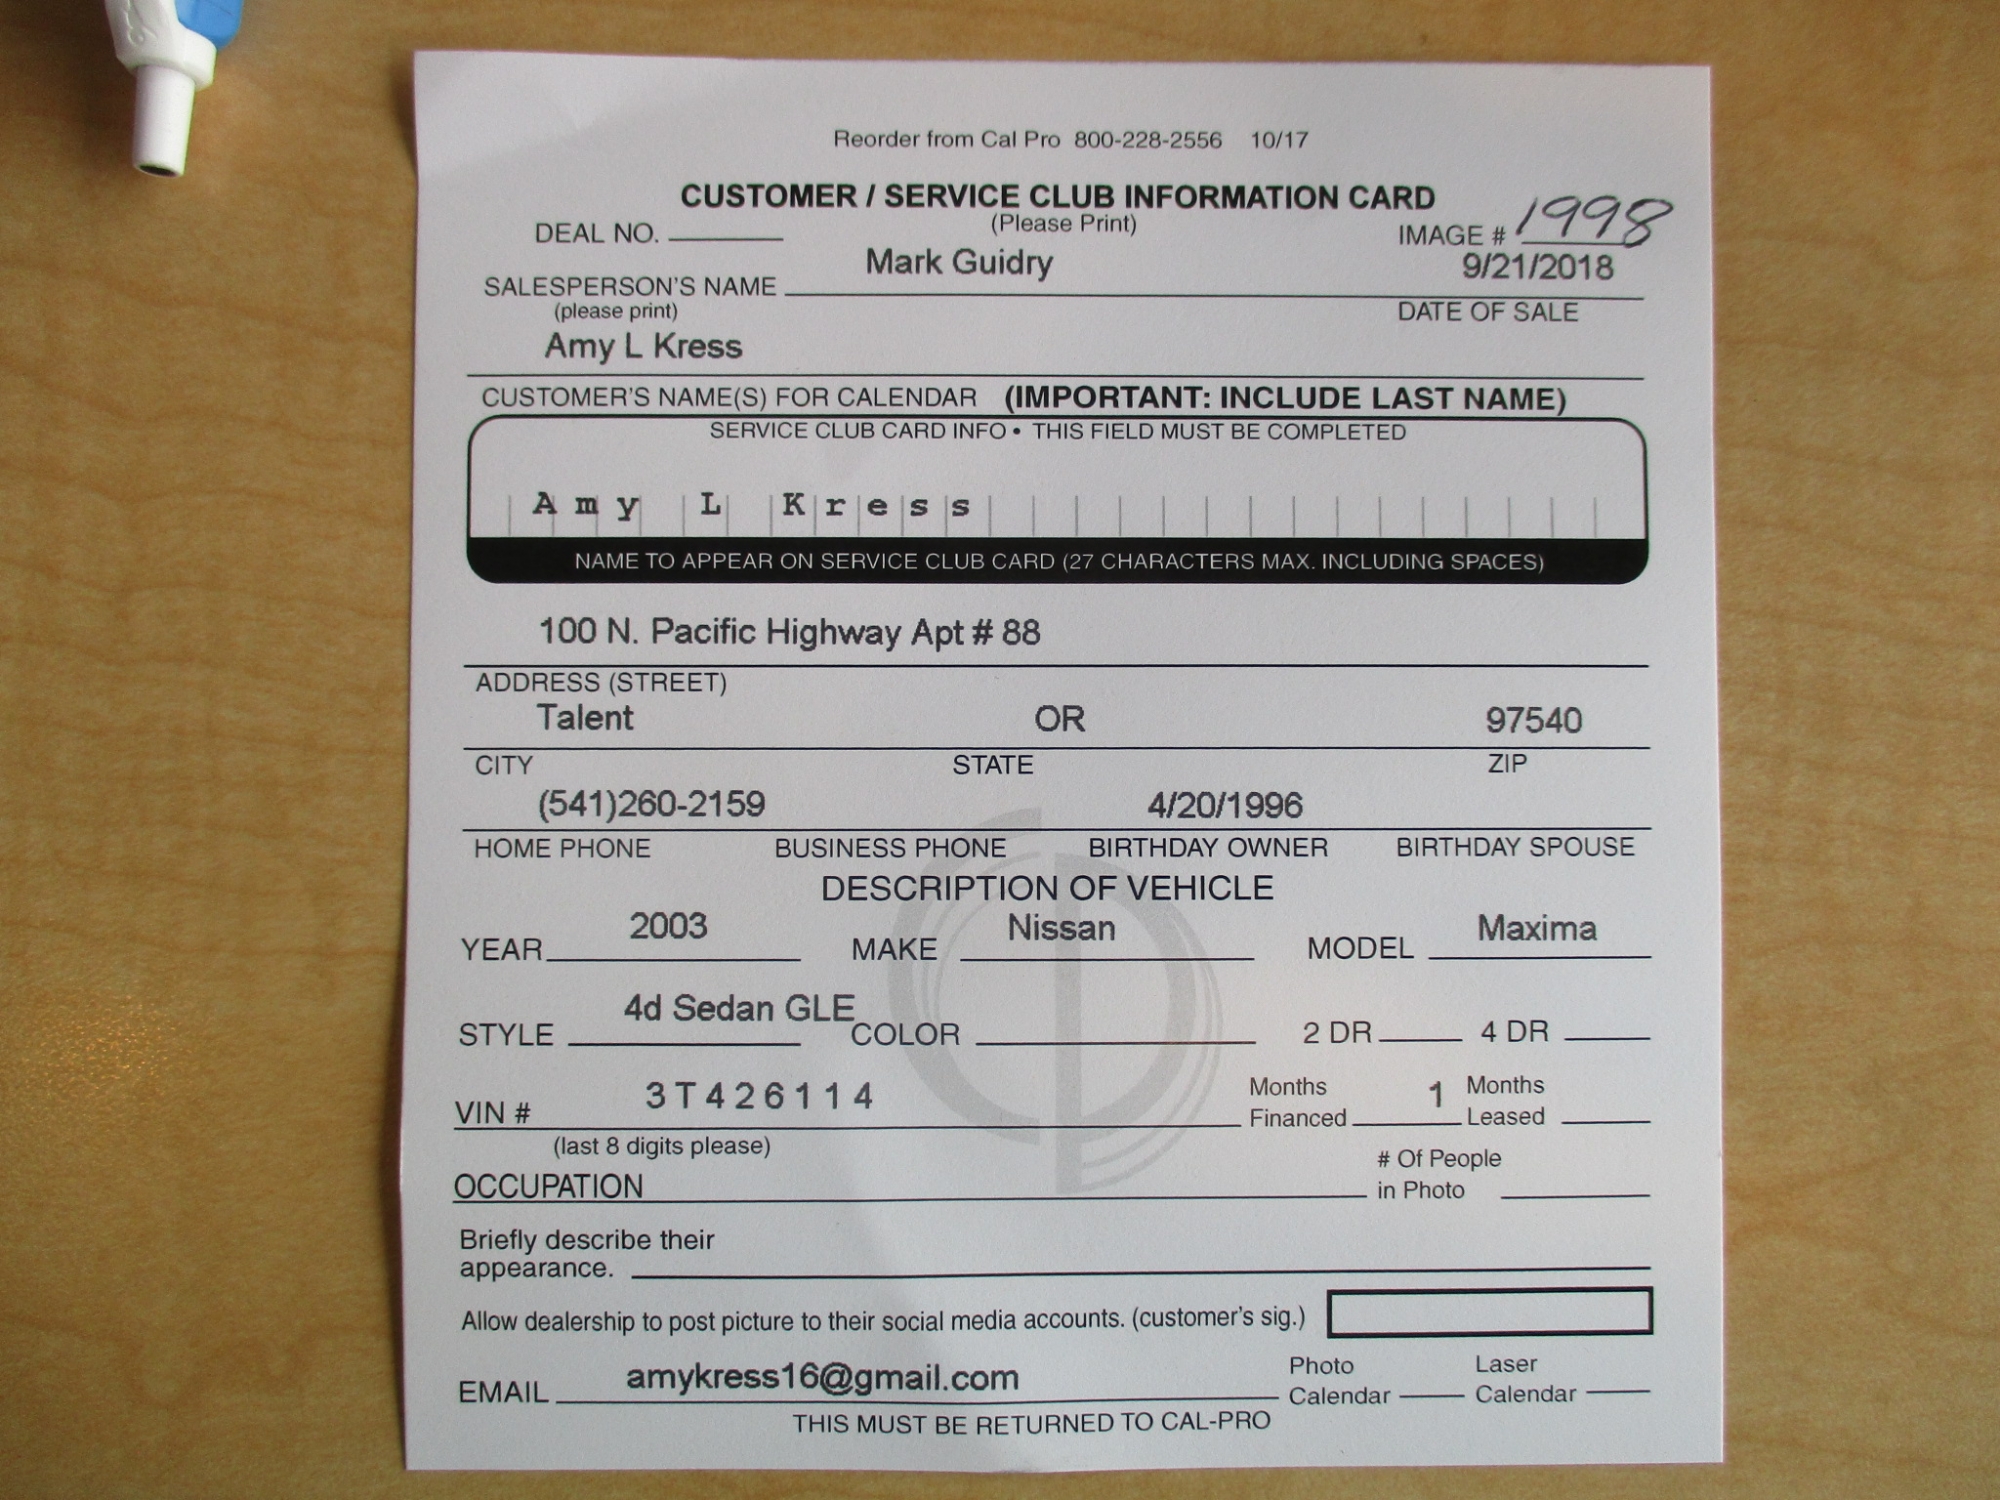 Reorder from Cal Pro 800-228-2556 10/17
CUSTOMER / SERVICE CLUB INFORMATION CARD
(Please Print)
DEAL NO. IMAGE # 1998
Mark Guidry 9/21/2018
SALESPERSON'S NAME
(please print) DATE OF SALE
Amy L Kress
CUSTOMER'S NAME(S) FOR CALENDAR (IMPORTANT: INCLUDE LAST NAME)
SERVICE CLUB CARD INFO • THIS FIELD MUST BE COMPLETED
Amy L Kress
NAME TO APPEAR ON SERVICE CLUB CARD (27 CHARACTERS MAX. INCLUDING SPACES)
100 N. Pacific Highway Apt # 88
ADDRESS (STREET)
Talent OR 97540
CITY STATE ZIP
(541)260-2159 4/20/1996
HOME PHONE BUSINESS PHONE BIRTHDAY OWNER BIRTHDAY SPOUSE
DESCRIPTION OF VEHICLE
YEAR 2003 MAKE Nissan MODEL Maxima
STYLE 4d Sedan GLE COLOR 2 DR 4 DR
VIN # 3T426114 Months Financed 1 Months Leased
(last 8 digits please)
OCCUPATION # Of People in Photo
Briefly describe their
appearance.
Allow dealership to post picture to their social media accounts. (customer's sig.)
EMAIL amykress16@gmail.com Photo Calendar Laser Calendar
THIS MUST BE RETURNED TO CAL-PRO